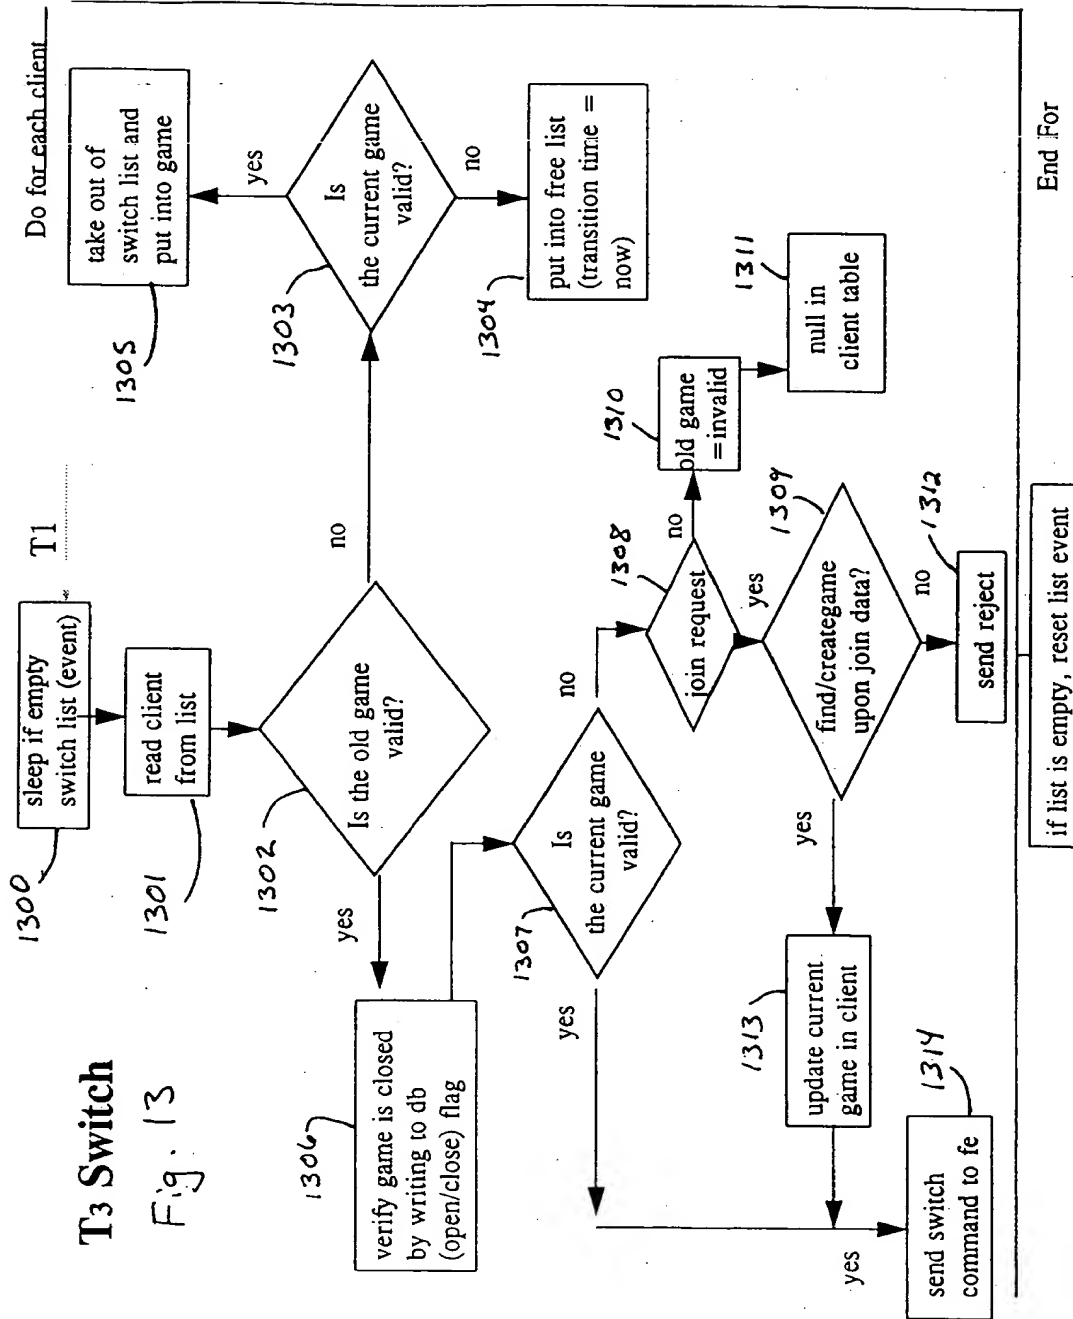 T3 Switch
Fig. 13
1300
sleep if empty
switch list (event)
T1
Do for each client
1301
read client
from list
1302
Is the old game
valid?
no
yes
1303
Is
the current game
valid?
yes
no
1305
take out of
switch list and
put into game
1304
put into free list
(transition time =
now)
1306
verify game is closed
by writing to db
(open/close) flag
1307
Is
the current game
valid?
no
yes
1308
join request
no
yes
1310
old game
=invalid
1311
null in
client table
1309
find/creategame
upon join data?
no
yes
1312
send reject
1313
update current
game in client
yes
1314
send switch
command to fe
End For
j if list is empty, reset list event